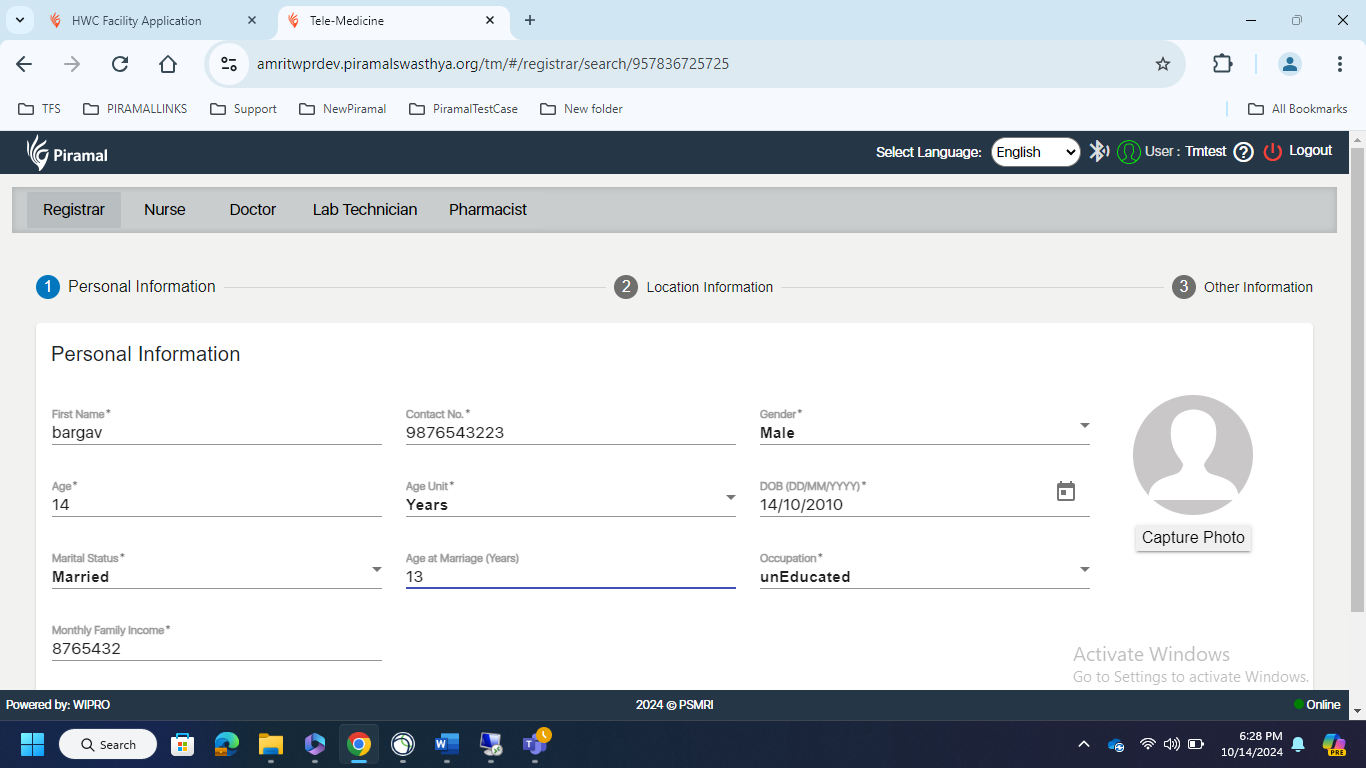 HWC Facility Application
Tele-Medicine
amritwprdev.piramalswasthya.org/tm/#/registrar/search/957836725725
TFS PIRAMALLINKS Support NewPiramal PiramalTestCase New folder All Bookmarks
Piramal
Select Language: English User : Tmtest Logout
Registrar Nurse Doctor Lab Technician Pharmacist
1 Personal Information 2 Location Information 3 Other Information
Personal Information
First Name* Contact No.* Gender*
bargav 9876543223 Male
Age* Age Unit* DOB (DD/MM/YYYY)*
14 Years 14/10/2010
Capture Photo
Marital Status* Age at Marriage (Years) Occupation*
Married 13 unEducated
Monthly Family Income*
8765432
Activate Windows
Go to Settings to activate Windows.
Powered by: WIPRO 2024 © PSMRI Online
Search
6:28 PM
10/14/2024
PRE